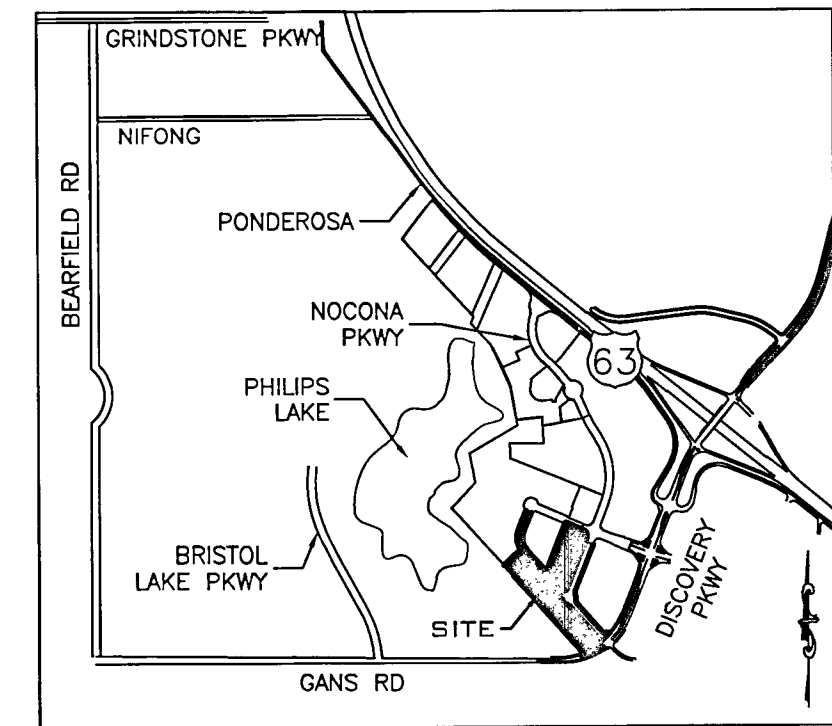 GRINDSTONE PKWY
NIFONG
BEARFIELD RD
PONDEROSA
NOCONA
PKWY
63
PHILIPS
LAKE
BRISTOL
LAKE PKWY
SITE
DISCOVERY
PKWY
GANS RD